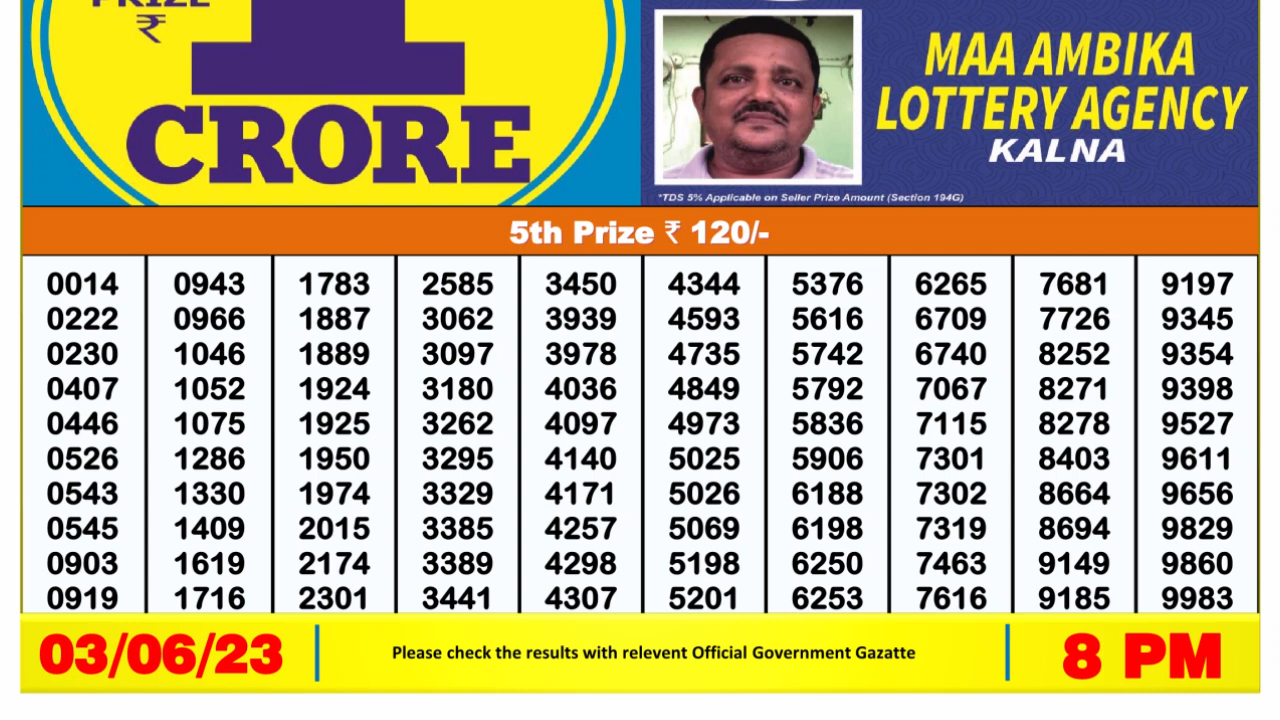 PRIZE
₹
1
CRORE
MAA AMBIKA
LOTTERY AGENCY
KALNA
*TDS 5% Applicable on Seller Prize Amount (Section 194G)
5th Prize ₹ 120/-
0014 0943 1783 2585 3450 4344 5376 6265 7681 9197
0222 0966 1887 3062 3939 4593 5616 6709 7726 9345
0230 1046 1889 3097 3978 4735 5742 6740 8252 9354
0407 1052 1924 3180 4036 4849 5792 7067 8271 9398
0446 1075 1925 3262 4097 4973 5836 7115 8278 9527
0526 1286 1950 3295 4140 5025 5906 7301 8403 9611
0543 1330 1974 3329 4171 5026 6188 7302 8664 9656
0545 1409 2015 3385 4257 5069 6198 7319 8694 9829
0903 1619 2174 3389 4298 5198 6250 7463 9149 9860
0919 1716 2301 3441 4307 5201 6253 7616 9185 9983
03/06/23 Please check the results with relevent Official Government Gazatte 8 PM